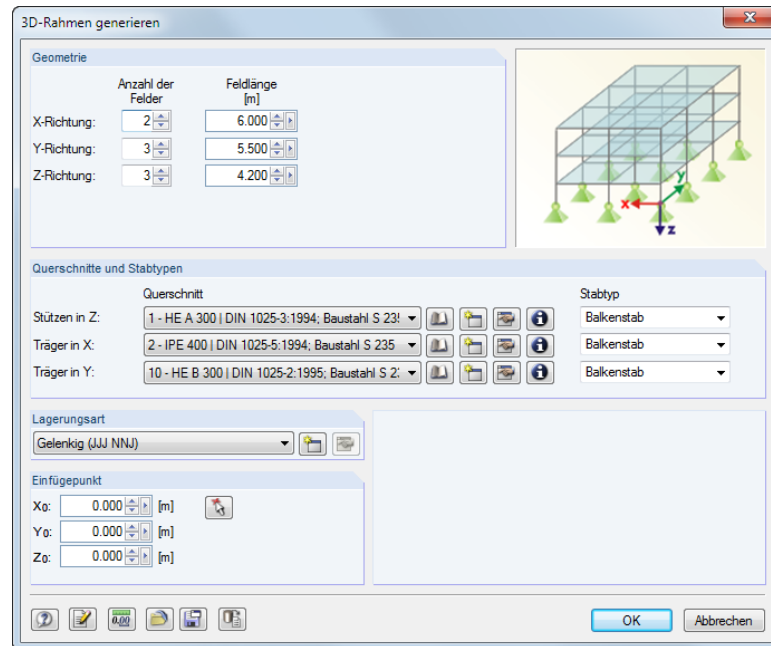 3D-Rahmen generieren
Geometrie
Anzahl der Felder
Feldlänge [m]
X-Richtung: 2 6.000
Y-Richtung: 3 5.500
Z-Richtung: 3 4.200
x y z
Querschnitte und Stabtypen
Querschnitt Stabtyp
Stützen in Z: 1 - HE A 300 | DIN 1025-3:1994; Baustahl S 235 Balkenstab
Träger in X: 2 - IPE 400 | DIN 1025-5:1994; Baustahl S 235 Balkenstab
Träger in Y: 10 - HE B 300 | DIN 1025-2:1995; Baustahl S 2 Balkenstab
Lagerungsart
Gelenkig (JJJ NNJ)
Einfügepunkt
X0: 0.000 [m]
Y0: 0.000 [m]
Z0: 0.000 [m]
0.00
OK Abbrechen